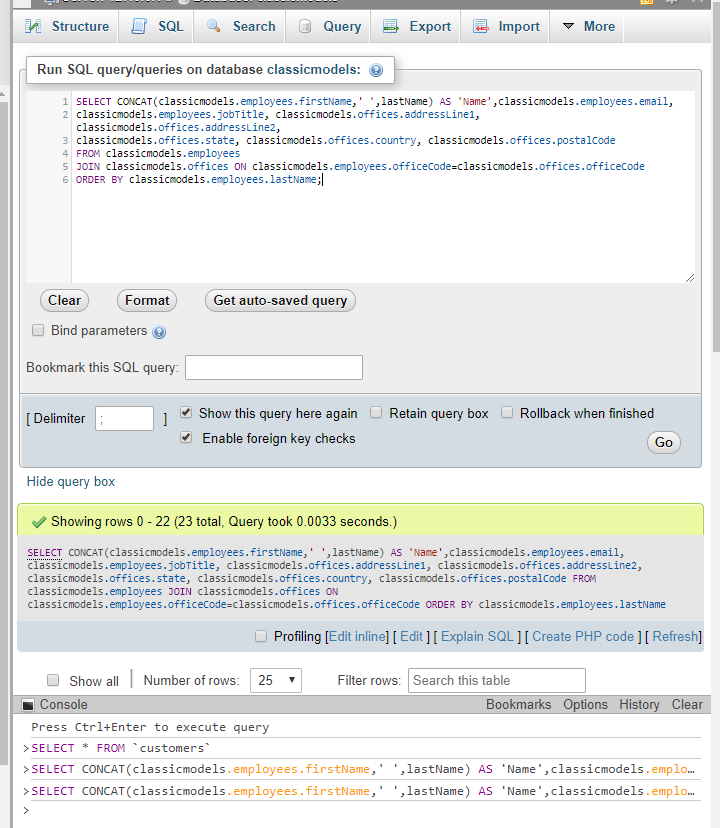 Structure SQL Search Query Export Import More
Run SQL query/queries on database classicmodels:
1 SELECT CONCAT(classicmodels.employees.firstName,' ',lastName) AS 'Name',classicmodels.employees.email,
2 classicmodels.employees.jobTitle, classicmodels.offices.addressLine1,
classicmodels.offices.addressLine2,
3 classicmodels.offices.state, classicmodels.offices.country, classicmodels.offices.postalCode
4 FROM classicmodels.employees
5 JOIN classicmodels.offices ON classicmodels.employees.officeCode=classicmodels.offices.officeCode
6 ORDER BY classicmodels.employees.lastName;
Clear Format Get auto-saved query
Bind parameters
Bookmark this SQL query:
[ Delimiter ; ] Show this query here again Retain query box Rollback when finished
Enable foreign key checks
Go
Hide query box
Showing rows 0 - 22 (23 total, Query took 0.0033 seconds.)
SELECT CONCAT(classicmodels.employees.firstName,' ',lastName) AS 'Name',classicmodels.employees.email,
classicmodels.employees.jobTitle, classicmodels.offices.addressLine1, classicmodels.offices.addressLine2,
classicmodels.offices.state, classicmodels.offices.country, classicmodels.offices.postalCode FROM
classicmodels.employees JOIN classicmodels.offices ON
classicmodels.employees.officeCode=classicmodels.offices.officeCode ORDER BY classicmodels.employees.lastName
Profiling [Edit inline] [ Edit ] [ Explain SQL ] [ Create PHP code ] [ Refresh]
Show all Number of rows: 25 Filter rows: Search this table
Console Bookmarks Options History Clear
Press Ctrl+Enter to execute query
>SELECT * FROM `customers`
>SELECT CONCAT(classicmodels.employees.firstName,' ',lastName) AS 'Name',classicmodels.emplo…
>SELECT CONCAT(classicmodels.employees.firstName,' ',lastName) AS 'Name',classicmodels.emplo…
>